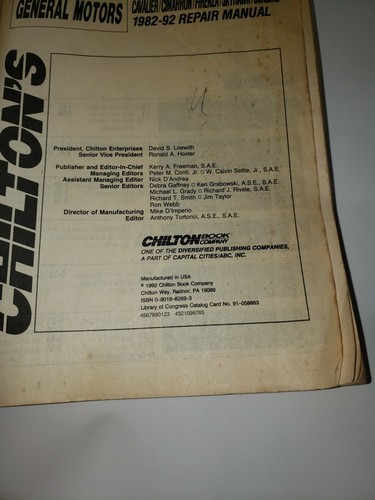 GENERAL MOTORS
CAVALIER/CIMARRON/FIRENZA/SKYHAWK/SUNBIRD
1982-92 REPAIR MANUAL
CHILTON'S
President, Chilton Enterprises David S. Loewith
Senior Vice President Ronald A. Hoxter
Publisher and Editor-In-Chief Kerry A. Freeman, S.A.E.
Managing Editors Peter M. Conti, Jr. □ W. Calvin Settle, Jr., S.A.E.
Assistant Managing Editor Nick D'Andrea
Senior Editors Debra Gaffney □ Ken Grabowski, A.S.E., S.A.E.
Michael L. Grady □ Richard J. Rivele, S.A.E.
Richard T. Smith □ Jim Taylor
Ron Webb
Director of Manufacturing Mike D'Imperio
Editor Anthony Tortorici, A.S.E., S.A.E.
CHILTON BOOK COMPANY
ONE OF THE DIVERSIFIED PUBLISHING COMPANIES,
A PART OF CAPITAL CITIES/ABC, INC.
Manufactured in USA
© 1992 Chilton Book Company
Chilton Way, Radnor, PA 19089
ISBN 0-8019-8269-3
Library of Congress Catalog Card No. 91-058863
4567890123 4321098765